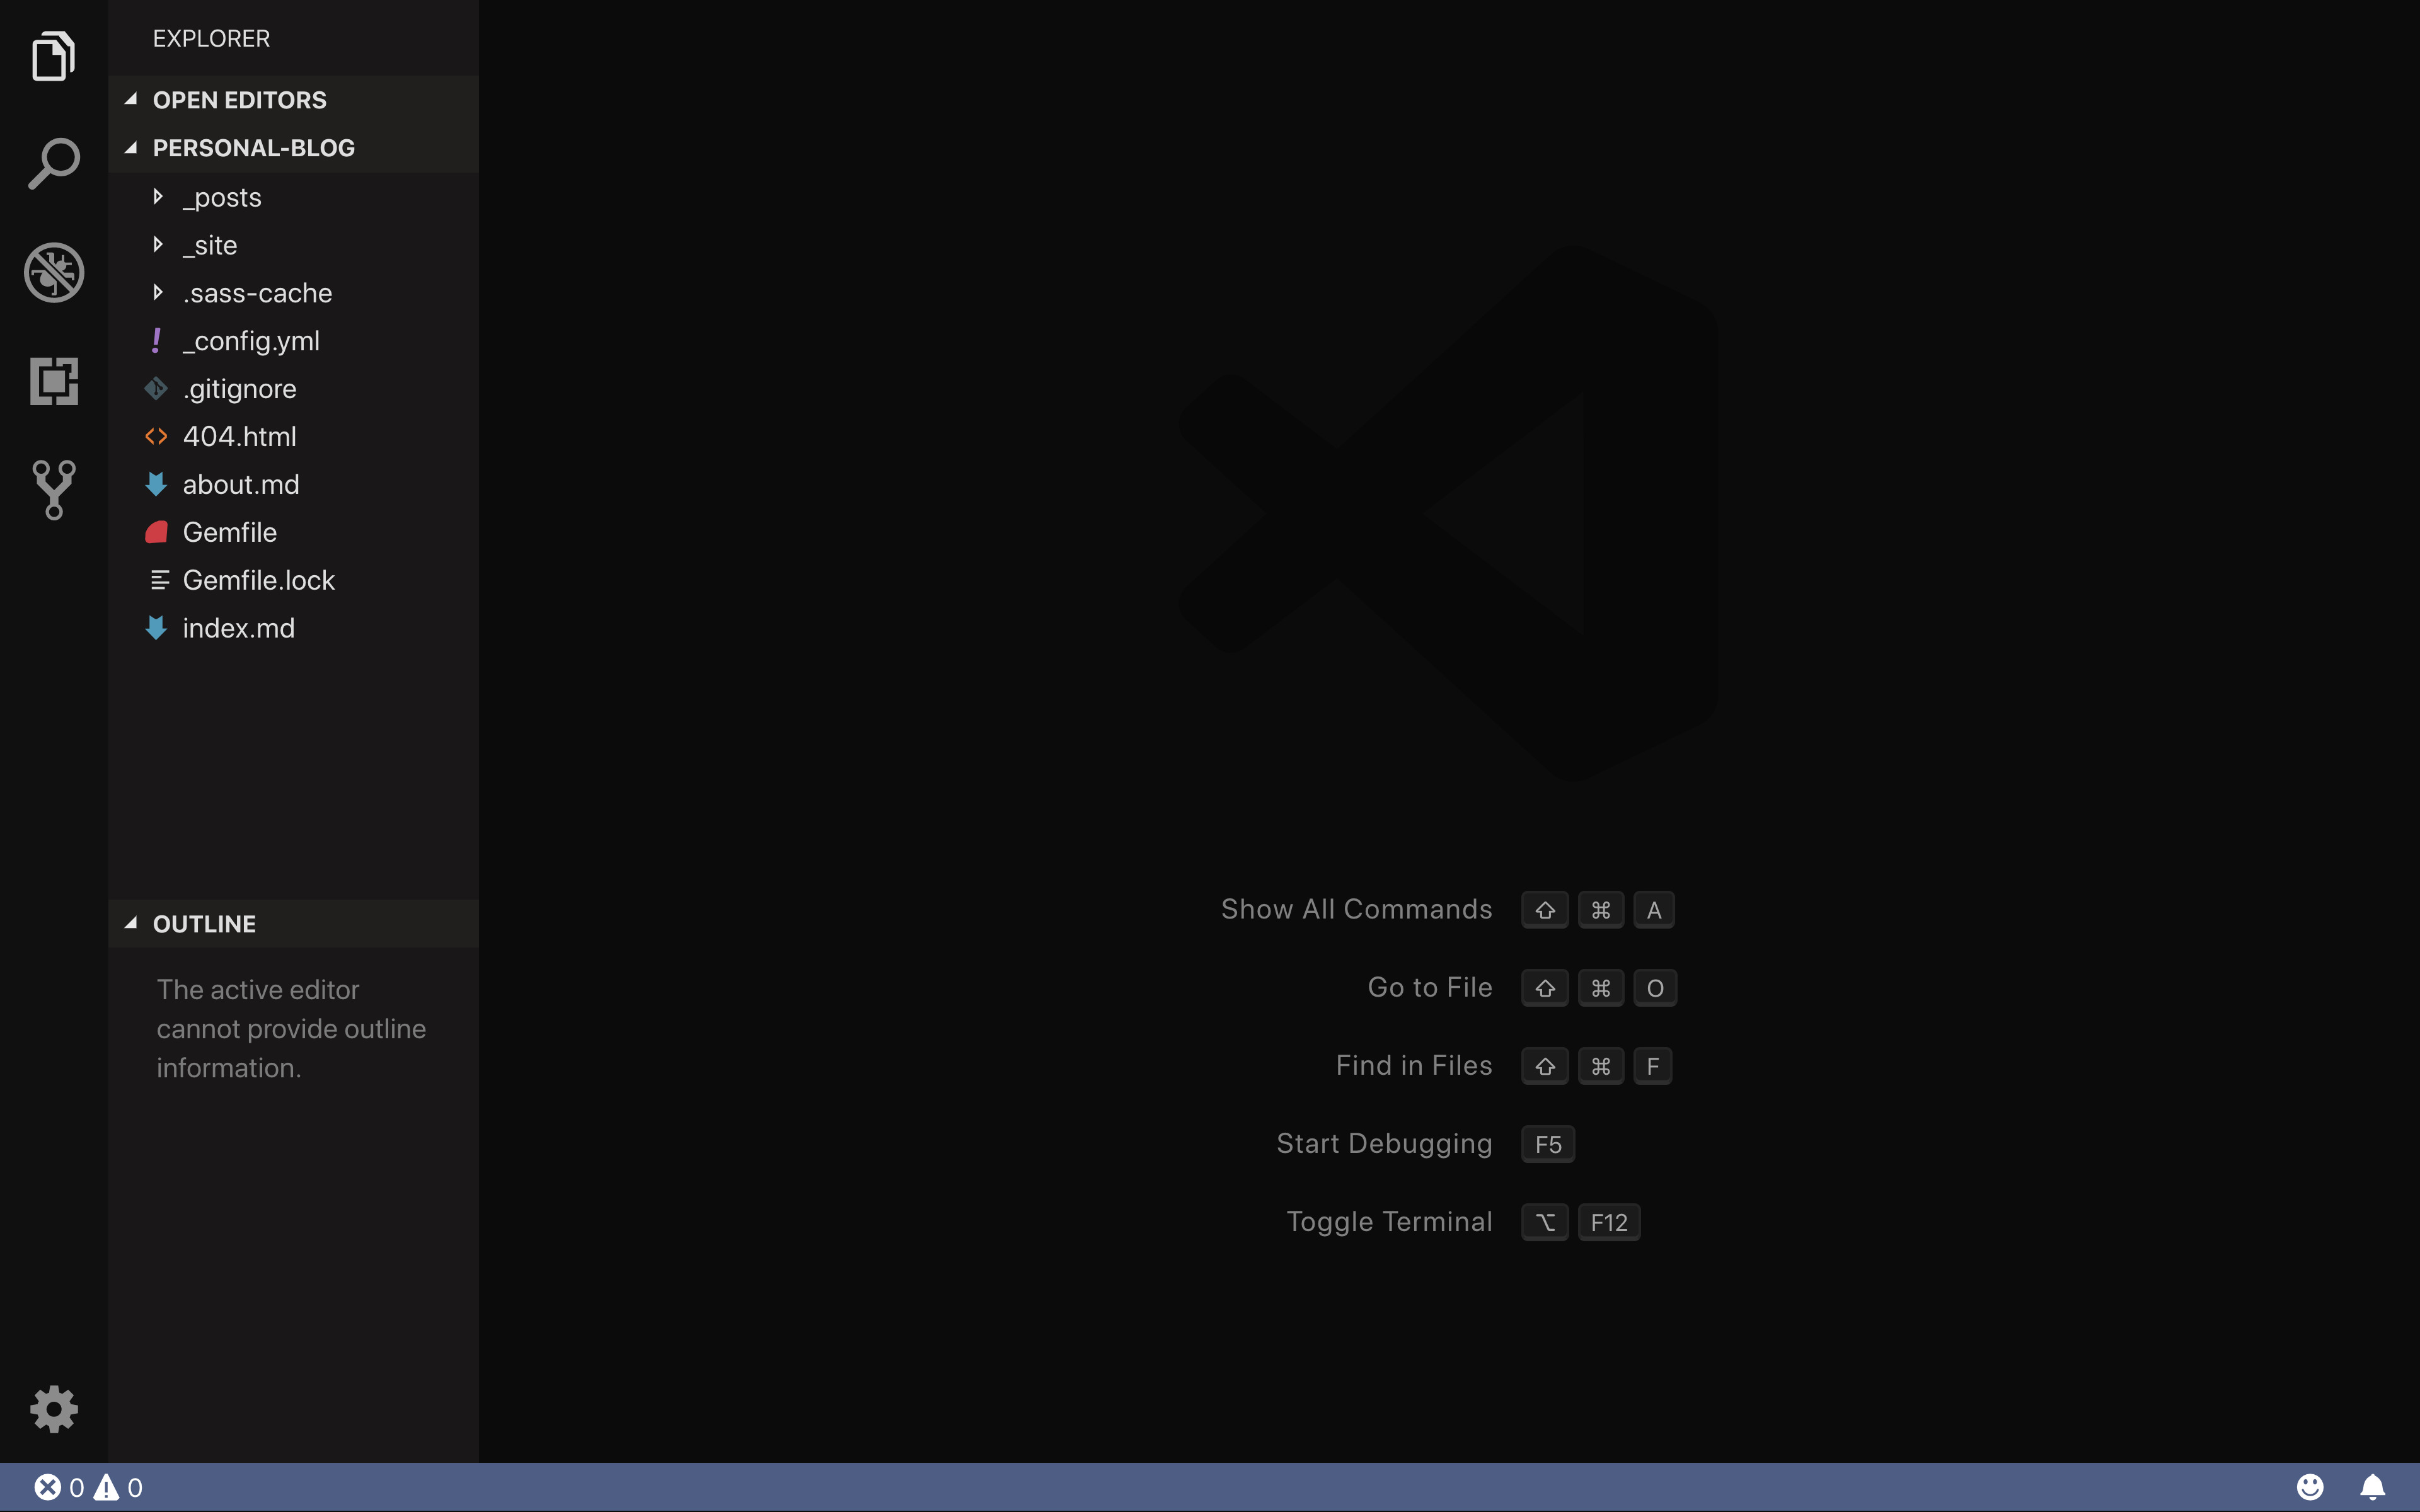 EXPLORER
OPEN EDITORS
PERSONAL-BLOG
_posts
_site
.sass-cache
_config.yml
.gitignore
404.html
about.md
Gemfile
Gemfile.lock
index.md
OUTLINE
The active editor
cannot provide outline
information.
Show All Commands ⇧ ⌘ A
Go to File ⇧ ⌘ O
Find in Files ⇧ ⌘ F
Start Debugging F5
Toggle Terminal ⌥ F12
0 0